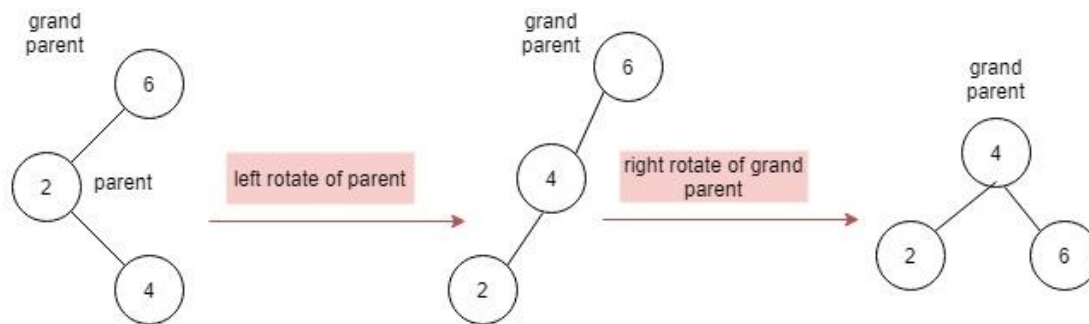 grand
parent
6
2
parent
4
left rotate of parent
grand
parent
6
4
2
right rotate of grand
parent
grand
parent
4
2
6